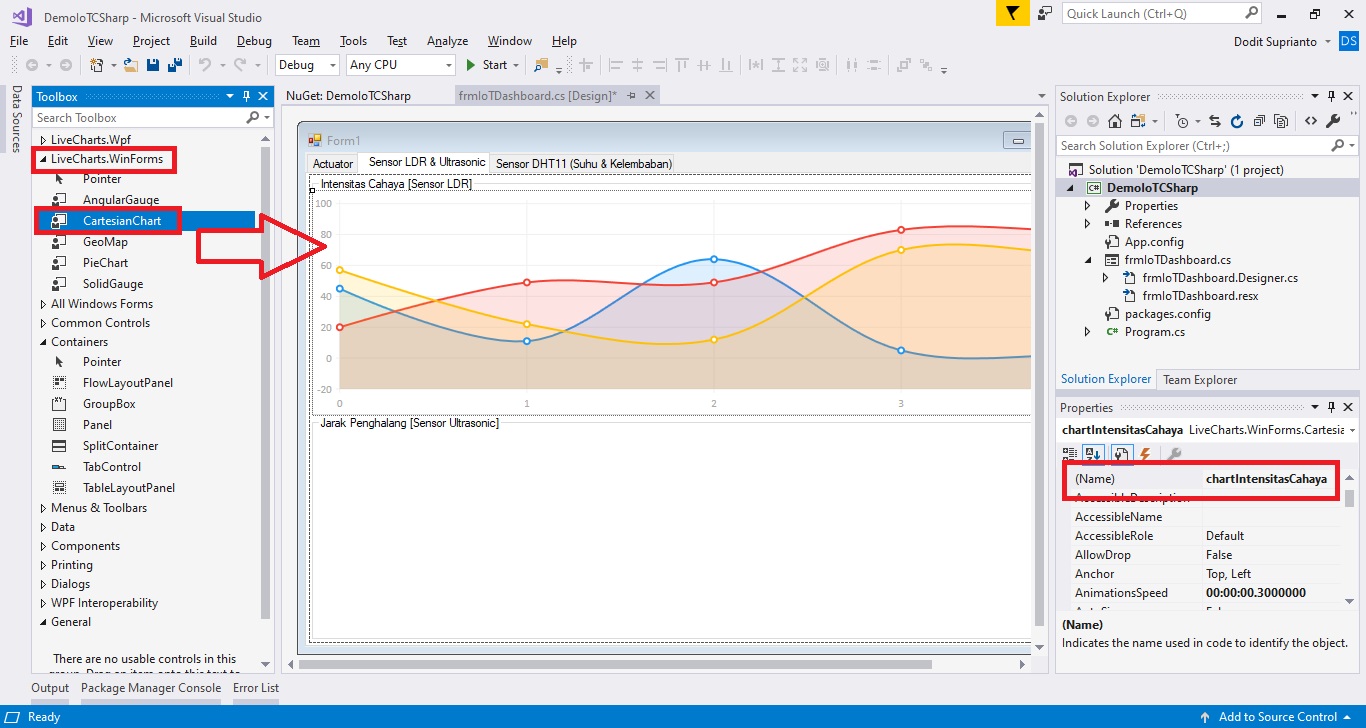 DemoIoTCSharp - Microsoft Visual Studio
Quick Launch (Ctrl+Q)
File Edit View Project Build Debug Team Tools Test Analyze Window Help
Dodit Suprianto DS
Debug Any CPU Start
Data Sources
Toolbox
Search Toolbox
LiveCharts.Wpf
LiveCharts.WinForms
Pointer
AngularGauge
CartesianChart
GeoMap
PieChart
SolidGauge
All Windows Forms
Common Controls
Containers
Pointer
FlowLayoutPanel
GroupBox
Panel
SplitContainer
TabControl
TableLayoutPanel
Menus & Toolbars
Data
Components
Printing
Dialogs
WPF Interoperability
General
There are no usable controls in this
group. Drag an item onto this text to
NuGet: DemoIoTCSharp
frmIoTDashboard.cs [Design]*
Form1
Actuator Sensor LDR & Ultrasonic Sensor DHT11 (Suhu & Kelembaban)
Intensitas Cahaya [Sensor LDR]
100
80
60
40
20
0
-20
0 1 2 3
Jarak Penghalang [Sensor Ultrasonic]
Solution Explorer
Search Solution Explorer (Ctrl+;)
Solution 'DemoIoTCSharp' (1 project)
C# DemoIoTCSharp
Properties
References
App.config
frmIoTDashboard.cs
frmIoTDashboard.Designer.cs
frmIoTDashboard.resx
packages.config
C# Program.cs
Solution Explorer Team Explorer
Properties
chartIntensitasCahaya LiveCharts.WinForms.Cartesia
(Name) chartIntensitasCahaya
AccessibleDescription
AccessibleName
AccessibleRole Default
AllowDrop False
Anchor Top, Left
AnimationsSpeed 00:00:00.3000000
(Name)
Indicates the name used in code to identify the object.
Output Package Manager Console Error List
Ready
Add to Source Control